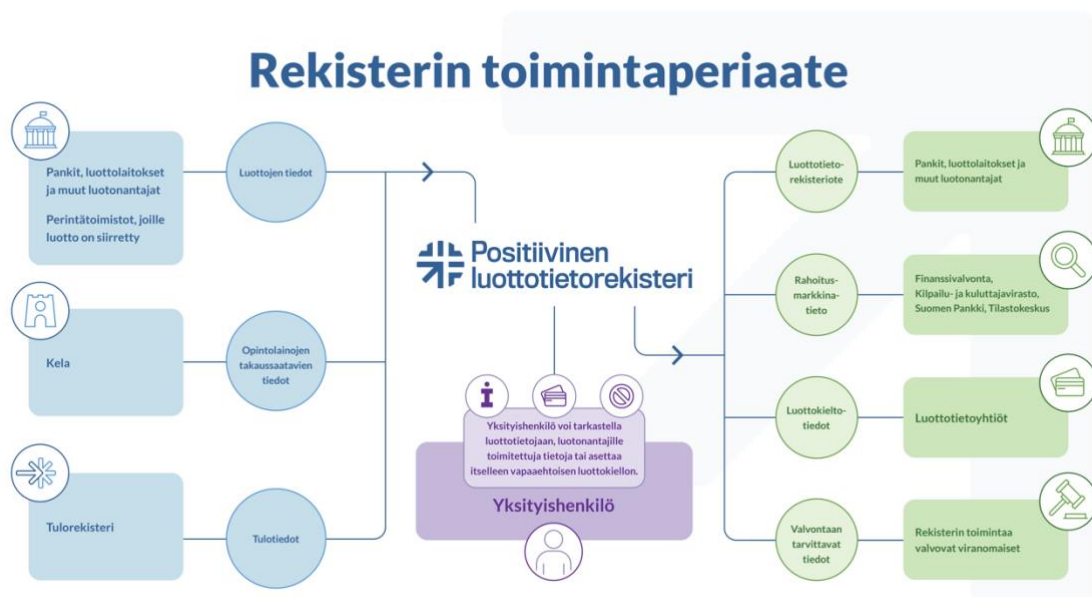 Rekisterin toimintaperiaate
Pankit, luottolaitokset
ja muut luotonantajat
Perintätoimistot, joille
luotto on siirretty
Luottojen tiedot
Kela
Opintolainojen
takaussaatavien
tiedot
Tulorekisteri
Tulotiedot
Positiivinen
luottotietorekisteri
Yksityishenkilö voi tarkastella
luottotietojaan, luotonantajille
toimitettuja tietoja tai asettaa
itselleen vapaaehtoisen luottokiellon.
Yksityishenkilö
Luottotieto-
rekisteriote
Pankit, luottolaitokset ja
muut luotonantajat
Rahoitus-
markkina-
tieto
Finanssivalvonta,
Kilpailu- ja kuluttajavirasto,
Suomen Pankki, Tilastokeskus
Luottokielto-
tiedot
Luottotietoyhtiöt
Valvontaan
tarvittavat
tiedot
Rekisterin toimintaa
valvovat viranomaiset